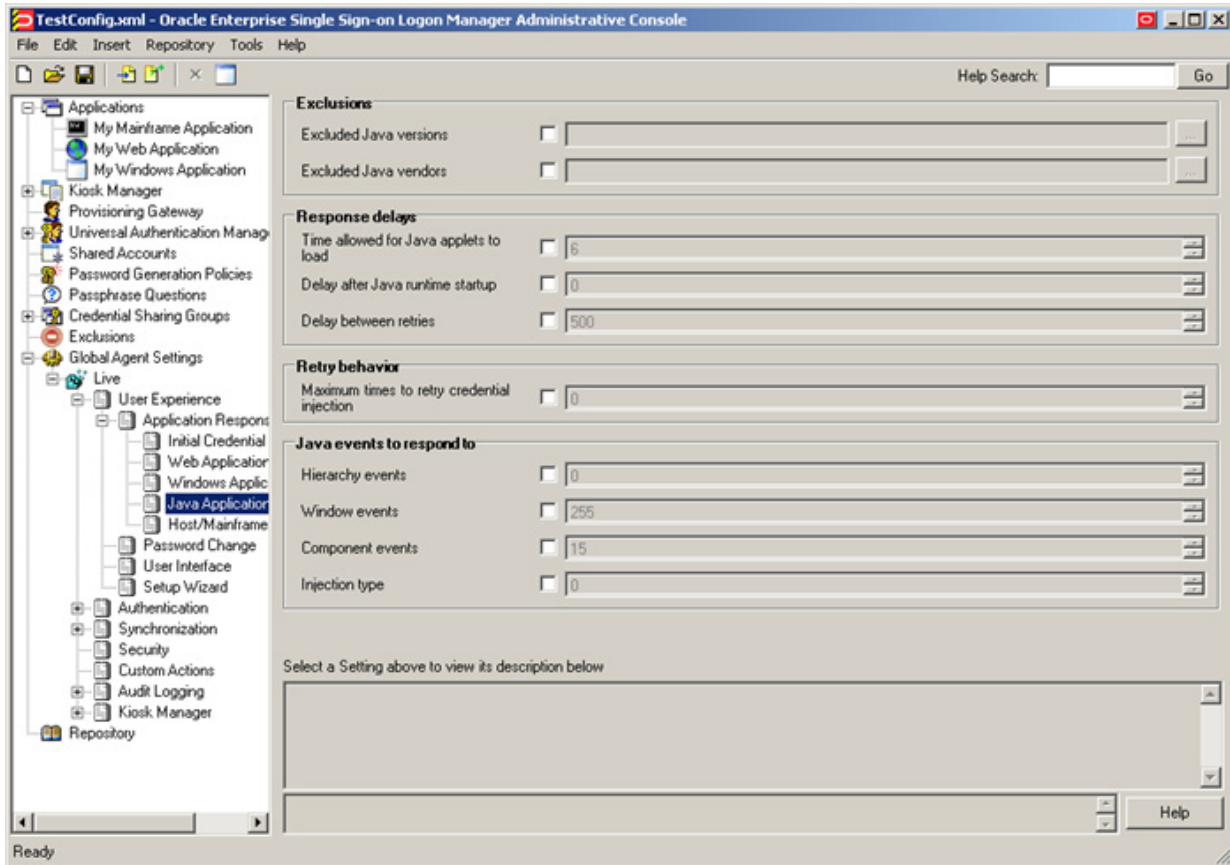 TestConfig.xml - Oracle Enterprise Single Sign-on Logon Manager Administrative Console
File Edit Insert Repository Tools Help
Help Search: Go
Applications
My Mainframe Application
My Web Application
My Windows Application
Kiosk Manager
Provisioning Gateway
Universal Authentication Manag
Shared Accounts
Password Generation Policies
Passphrase Questions
Credential Sharing Groups
Exclusions
Global Agent Settings
Live
User Experience
Application Respons
Initial Credential
Web Application
Windows Applic
Java Application
Host/Mainframe
Password Change
User Interface
Setup Wizard
Authentication
Synchronization
Security
Custom Actions
Audit Logging
Kiosk Manager
Repository
Exclusions
Excluded Java versions ...
Excluded Java vendors ...
Response delays
Time allowed for Java applets to
load
6
Delay after Java runtime startup 0
Delay between retries 500
Retry behavior
Maximum times to retry credential
injection
0
Java events to respond to
Hierarchy events 0
Window events 255
Component events 15
Injection type 0
Select a Setting above to view its description below
Help
Ready